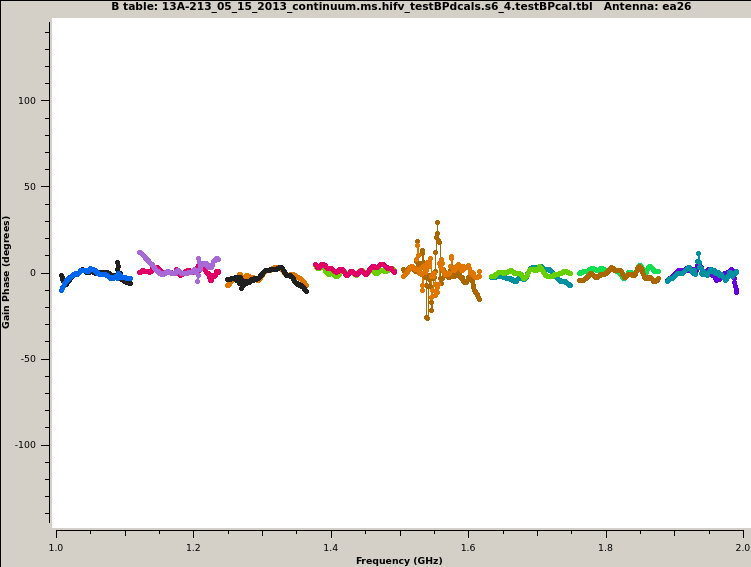 B table: 13A-213_05_15_2013_continuum.ms.hifv_testBPdcals.s6_4.testBPcal.tbl Antenna: ea26
100
50
0
-50
-100
Gain Phase (degrees)
1.0 1.2 1.4 1.6 1.8 2.0
Frequency (GHz)